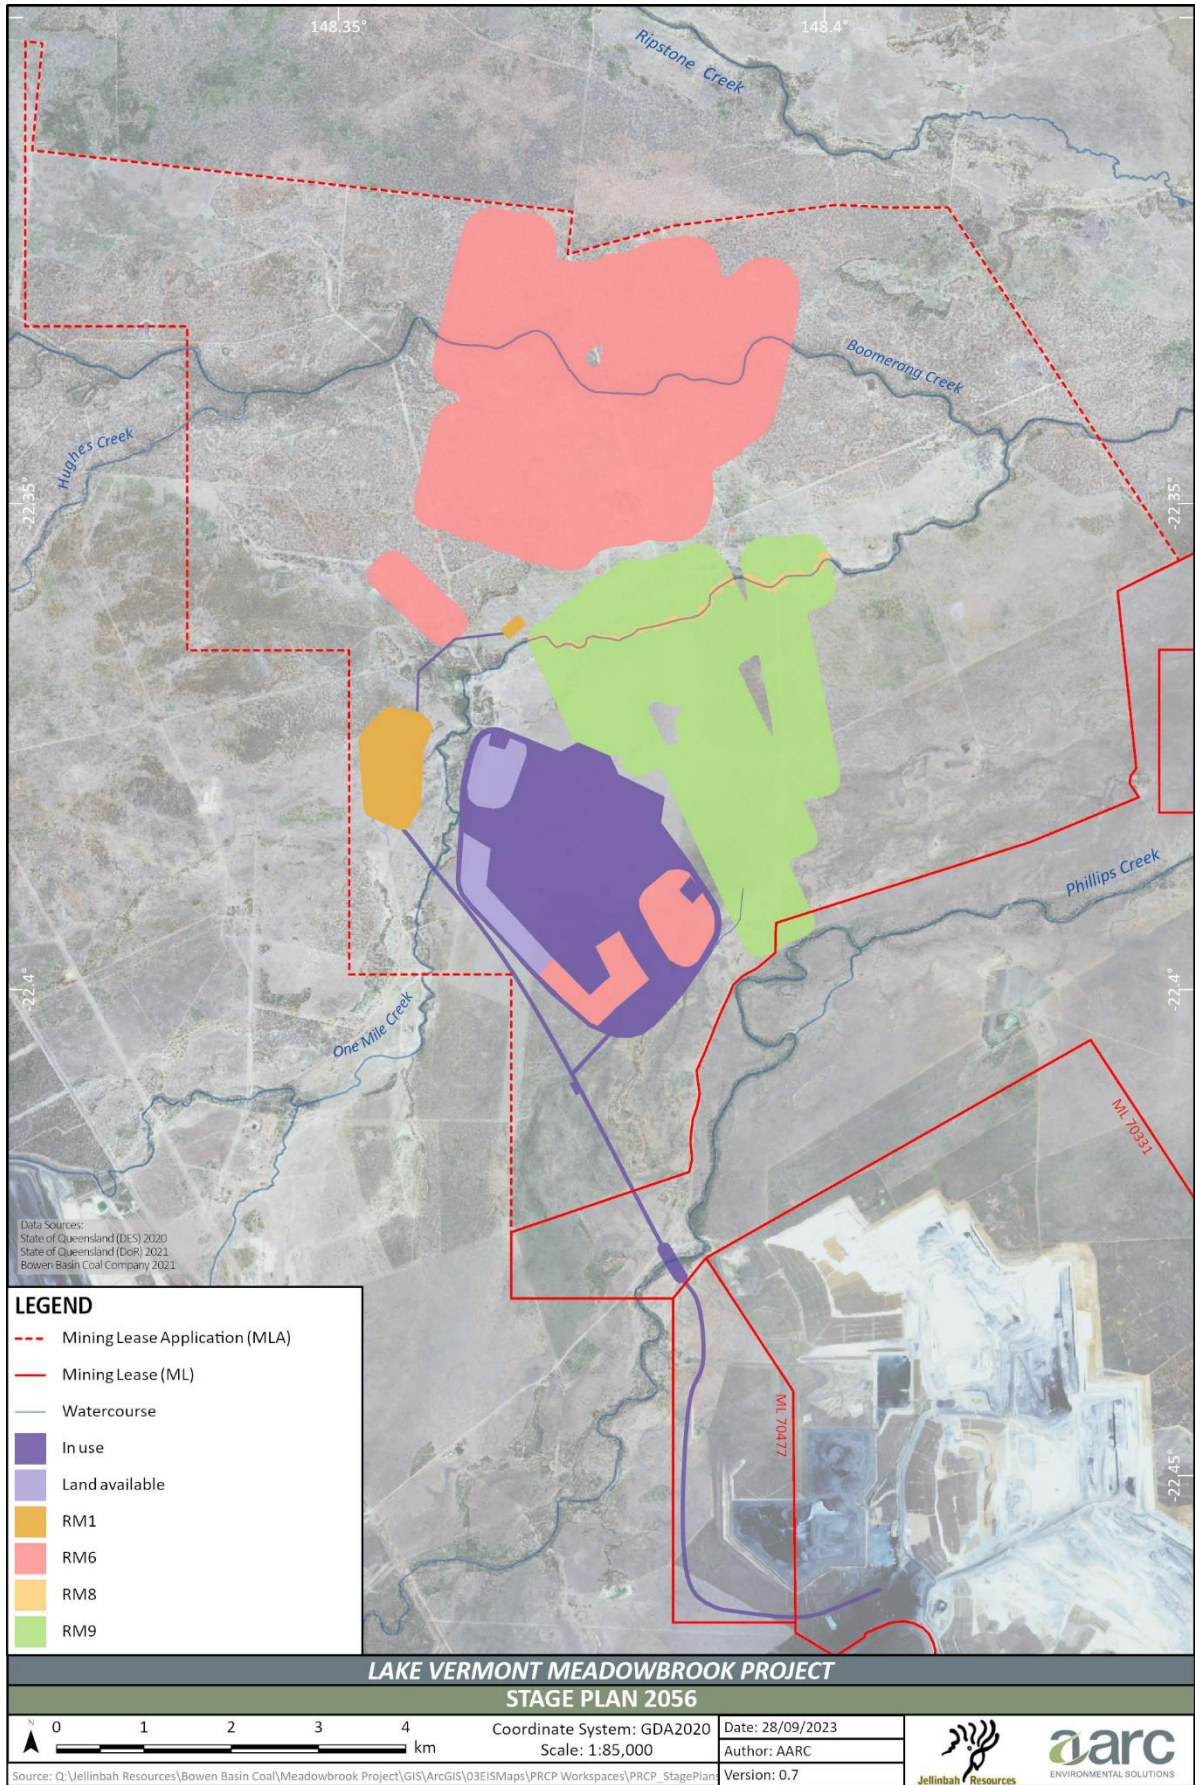 148.35°
148.4°
Ripstone Creek
Boomerang Creek
Hughes Creek
-22.35°
-22.35°
Phillips Creek
-22.4°
-22.4°
One Mile Creek
ML 70331
ML 70477
-22.45°
Data Sources:
State of Queensland (DES) 2020
State of Queensland (DoR) 2021
Bowen Basin Coal Company 2021
LEGEND
Mining Lease Application (MLA)
Mining Lease (ML)
Watercourse
In use
Land available
RM1
RM6
RM8
RM9
LAKE VERMONT MEADOWBROOK PROJECT
STAGE PLAN 2056
N
0 1 2 3 4
km
Coordinate System: GDA2020
Scale: 1:85,000
Date: 28/09/2023
Author: AARC
Version: 0.7
Source: Q:\Jellinbah Resources\Bowen Basin Coal\Meadowbrook Project\GIS\ArcGIS\03EISMaps\PRCP Workspaces\PRCP_StagePlans
Jellinbah Resources
aarc
ENVIRONMENTAL SOLUTIONS